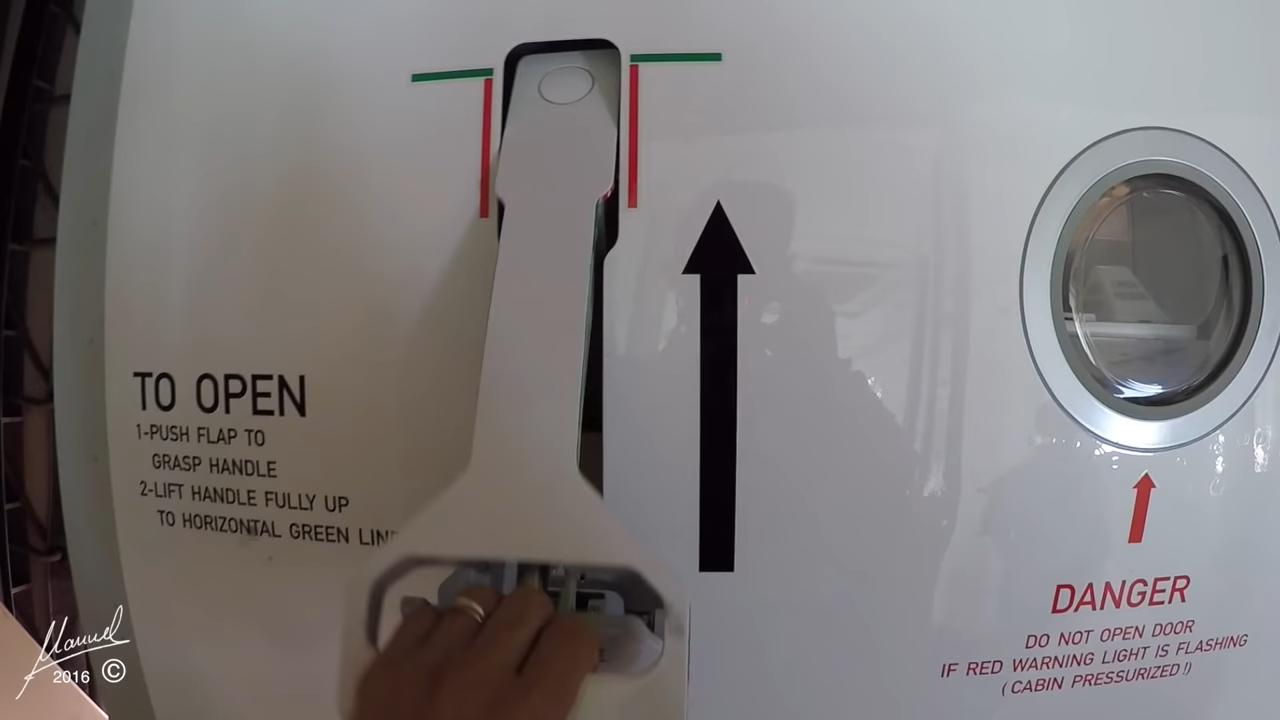 TO OPEN
1-PUSH FLAP TO
GRASP HANDLE
2-LIFT HANDLE FULLY UP
TO HORIZONTAL GREEN
DANGER
DO NOT OPEN DOOR
IF RED WARNING LIGHT IS FLASHING
( CABIN PRESSURIZED !)
Manuel
2016 ©